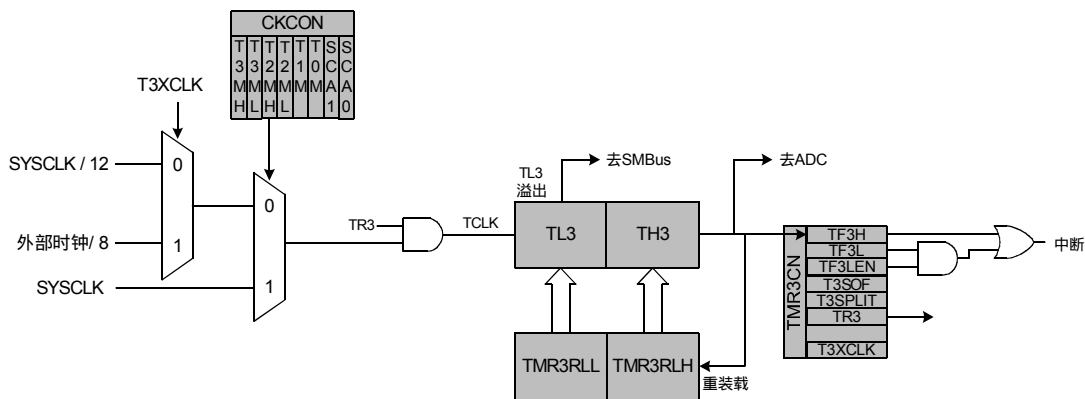 CKCON
T3MH
T3ML
T2MH
T2ML
T1M
T0M
SCA1
SCA0
T3XCLK
SYSCLK / 12
0
外部时钟/ 8
1
SYSCLK
0
1
TR3
TCLK
TL3
溢出
去SMBus
去ADC
TL3
TH3
TMR3RLL
TMR3RLH
重装载
TMR3CN
TF3H
TF3L
TF3LEN
T3SOF
T3SPLIT
TR3
T3XCLK
中断